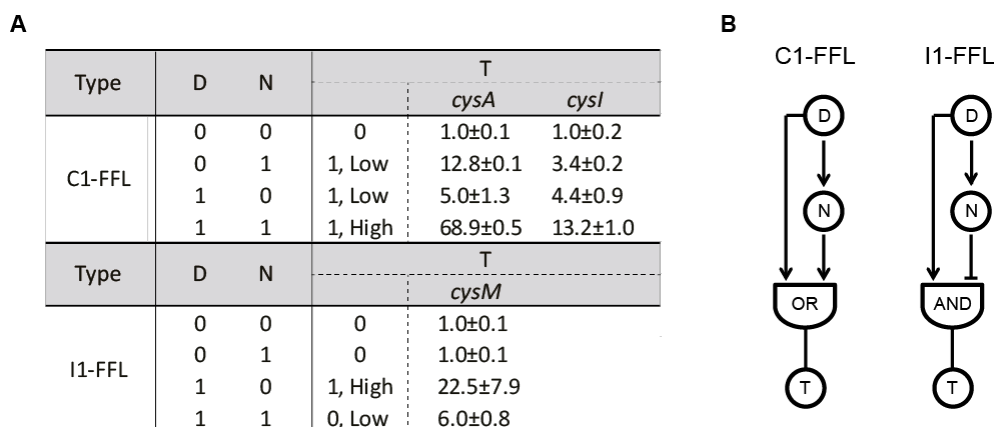 A
B
Type D N T
cysA cysI
C1-FFL
0 0 0 1.0±0.1 1.0±0.2
0 1 1, Low 12.8±0.1 3.4±0.2
1 0 1, Low 5.0±1.3 4.4±0.9
1 1 1, High 68.9±0.5 13.2±1.0
Type D N T
cysM
I1-FFL
0 0 0 1.0±0.1
0 1 0 1.0±0.1
1 0 1, High 22.5±7.9
1 1 0, Low 6.0±0.8
C1-FFL I1-FFL
D D
N N
OR AND
T T